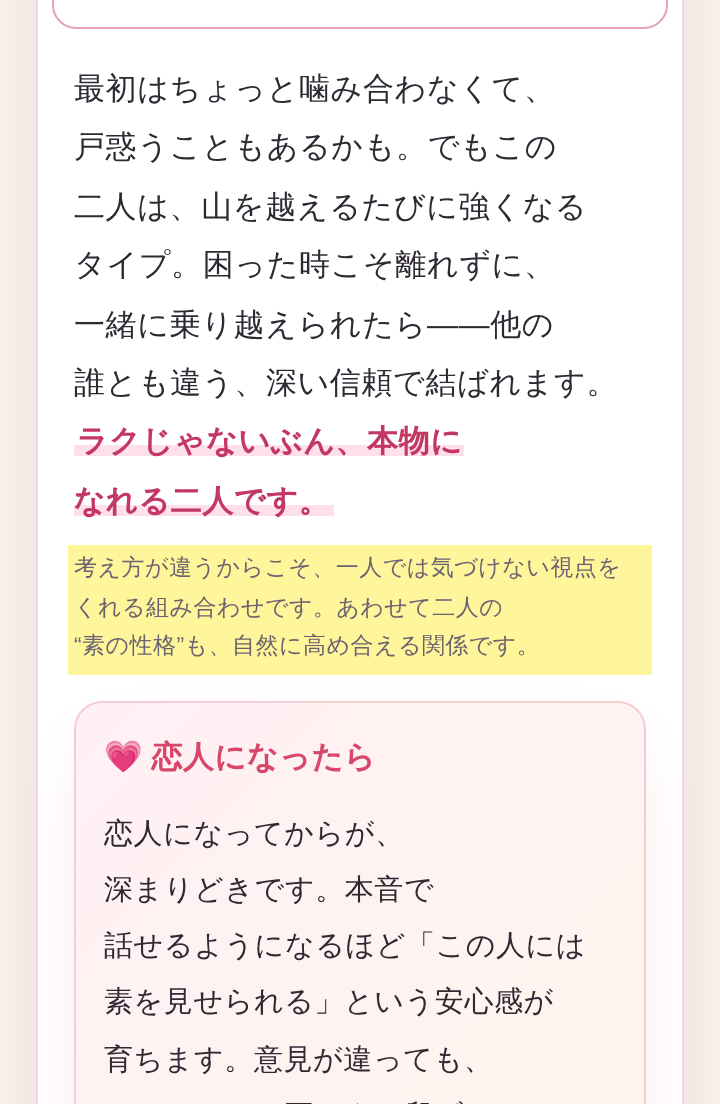 最初はちょっと噛み合わなくて、
戸惑うこともあるかも。でもこの
二人は、山を越えるたびに強くなる
タイプ。困った時こそ離れずに、
一緒に乗り越えられたら——他の
誰とも違う、深い信頼で結ばれます。
ラクじゃないぶん、本物に
なれる二人です。
考え方が違うからこそ、一人では気づけない視点を
くれる組み合わせです。あわせて二人の
“素の性格”も、自然に高め合える関係です。
💗 恋人になったら
恋人になってからが、
深まりどきです。本音で
話せるようになるほど「この人には
素を見せられる」という安心感が
育ちます。意見が違っても、